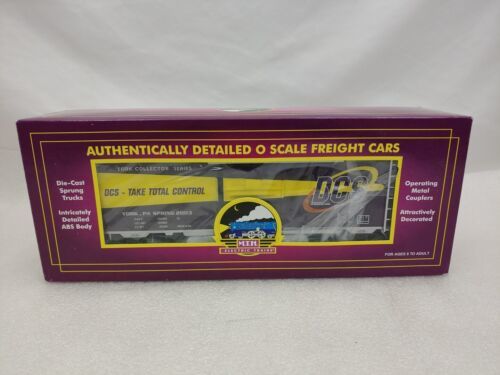 AUTHENTICALLY DETAILED O SCALE FREIGHT CARS
Die-Cast
Sprung
Trucks
Intricately
Detailed
ABS Body
YORK COLLECTOR SERIES
DCS - TAKE TOTAL CONTROL
YORK, PA SPRING 2003
DCS
Operating
Metal
Couplers
Attractively
Decorated
M.T.H.
ELECTRIC TRAINS
FOR AGES 8 TO ADULT